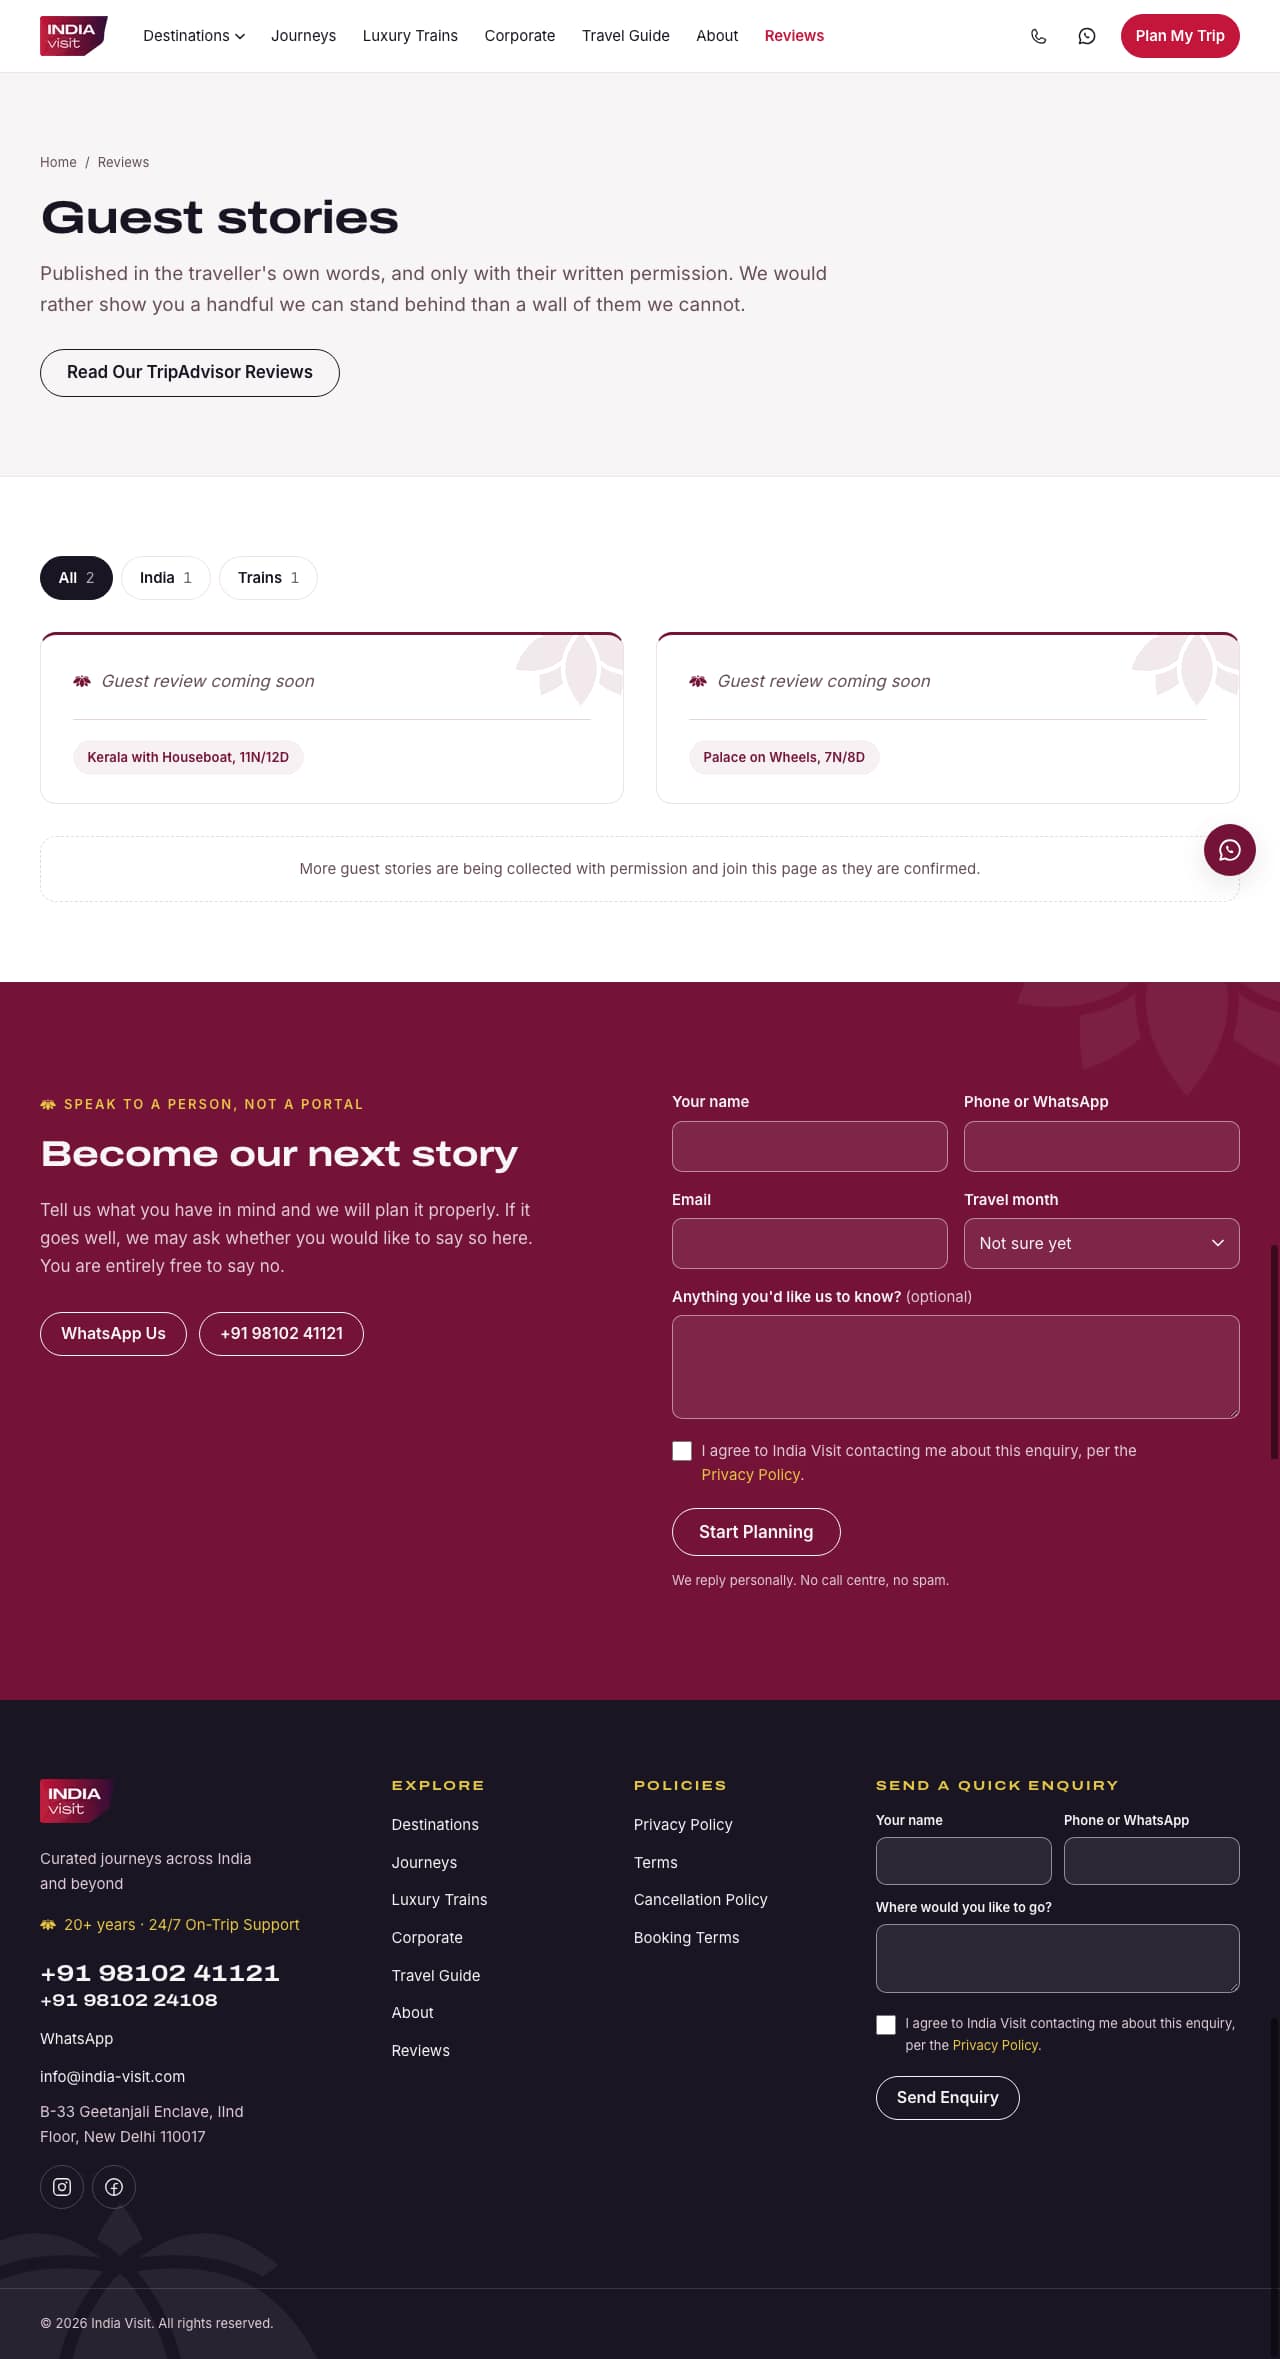 INDIA
visit
Destinations
Journeys
Luxury Trains
Corporate
Travel Guide
About
Reviews
Plan My Trip
Home / Reviews
Guest stories
Published in the traveller's own words, and only with their written permission. We would
rather show you a handful we can stand behind than a wall of them we cannot.
Read Our TripAdvisor Reviews
All 2
India 1
Trains 1
Guest review coming soon
Kerala with Houseboat, 11N/12D
Guest review coming soon
Palace on Wheels, 7N/8D
More guest stories are being collected with permission and join this page as they are confirmed.
SPEAK TO A PERSON, NOT A PORTAL
Become our next story
Tell us what you have in mind and we will plan it properly. If it
goes well, we may ask whether you would like to say so here.
You are entirely free to say no.
WhatsApp Us
+91 98102 41121
Your name
Phone or WhatsApp
Email
Travel month
Not sure yet
Anything you'd like us to know? (optional)
I agree to India Visit contacting me about this enquiry, per the
Privacy Policy.
Start Planning
We reply personally. No call centre, no spam.
INDIA
visit
Curated journeys across India
and beyond
20+ years · 24/7 On-Trip Support
+91 98102 41121
+91 98102 24108
WhatsApp
info@india-visit.com
B-33 Geetanjali Enclave, IInd
Floor, New Delhi 110017
EXPLORE
Destinations
Journeys
Luxury Trains
Corporate
Travel Guide
About
Reviews
POLICIES
Privacy Policy
Terms
Cancellation Policy
Booking Terms
SEND A QUICK ENQUIRY
Your name
Phone or WhatsApp
Where would you like to go?
I agree to India Visit contacting me about this enquiry,
per the Privacy Policy.
Send Enquiry
© 2026 India Visit. All rights reserved.